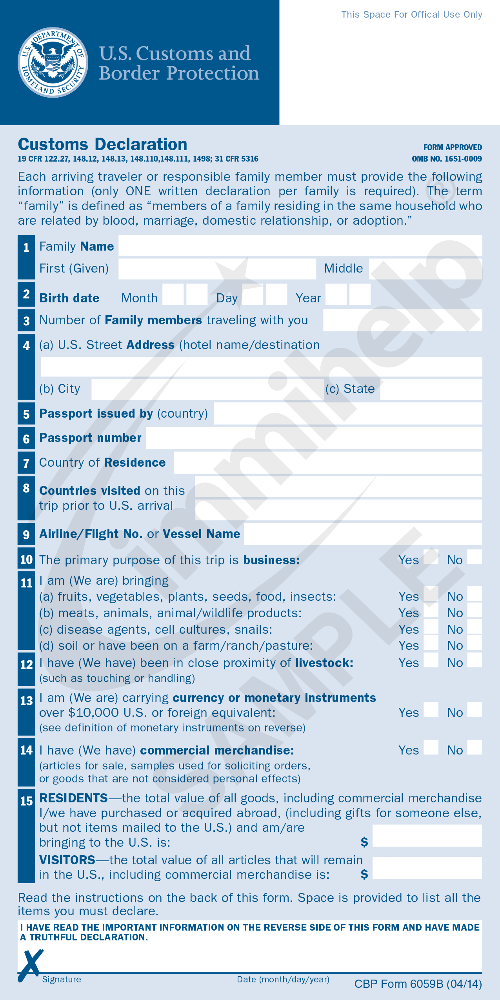 This Space For Offical Use Only
U.S. DEPARTMENT OF
HOMELAND SECURITY
U.S. Customs and
Border Protection
Customs Declaration
FORM APPROVED
19 CFR 122.27, 148.12, 148.13, 148.110,148.111, 1498; 31 CFR 5316
OMB NO. 1651-0009
Each arriving traveler or responsible family member must provide the following
information (only ONE written declaration per family is required). The term
“family” is defined as “members of a family residing in the same household who
are related by blood, marriage, domestic relationship, or adoption.”
1 Family Name
First (Given) Middle
2 Birth date Month Day Year
3 Number of Family members traveling with you
4 (a) U.S. Street Address (hotel name/destination
(b) City (c) State
5 Passport issued by (country)
6 Passport number
7 Country of Residence
8 Countries visited on this
trip prior to U.S. arrival
9 Airline/Flight No. or Vessel Name
10 The primary purpose of this trip is business: Yes No
11 I am (We are) bringing
(a) fruits, vegetables, plants, seeds, food, insects: Yes No
(b) meats, animals, animal/wildlife products: Yes No
(c) disease agents, cell cultures, snails: Yes No
(d) soil or have been on a farm/ranch/pasture: Yes No
12 I have (We have) been in close proximity of livestock: Yes No
(such as touching or handling)
13 I am (We are) carrying currency or monetary instruments
over $10,000 U.S. or foreign equivalent: Yes No
(see definition of monetary instruments on reverse)
14 I have (We have) commercial merchandise: Yes No
(articles for sale, samples used for soliciting orders,
or goods that are not considered personal effects)
15 RESIDENTS—the total value of all goods, including commercial merchandise
I/we have purchased or acquired abroad, (including gifts for someone else,
but not items mailed to the U.S.) and am/are
bringing to the U.S. is: $
VISITORS—the total value of all articles that will remain
in the U.S., including commercial merchandise is: $
Read the instructions on the back of this form. Space is provided to list all the
items you must declare.
I HAVE READ THE IMPORTANT INFORMATION ON THE REVERSE SIDE OF THIS FORM AND HAVE MADE
A TRUTHFUL DECLARATION.
X
Signature Date (month/day/year) CBP Form 6059B (04/14)
immihelp®
SAMPLE